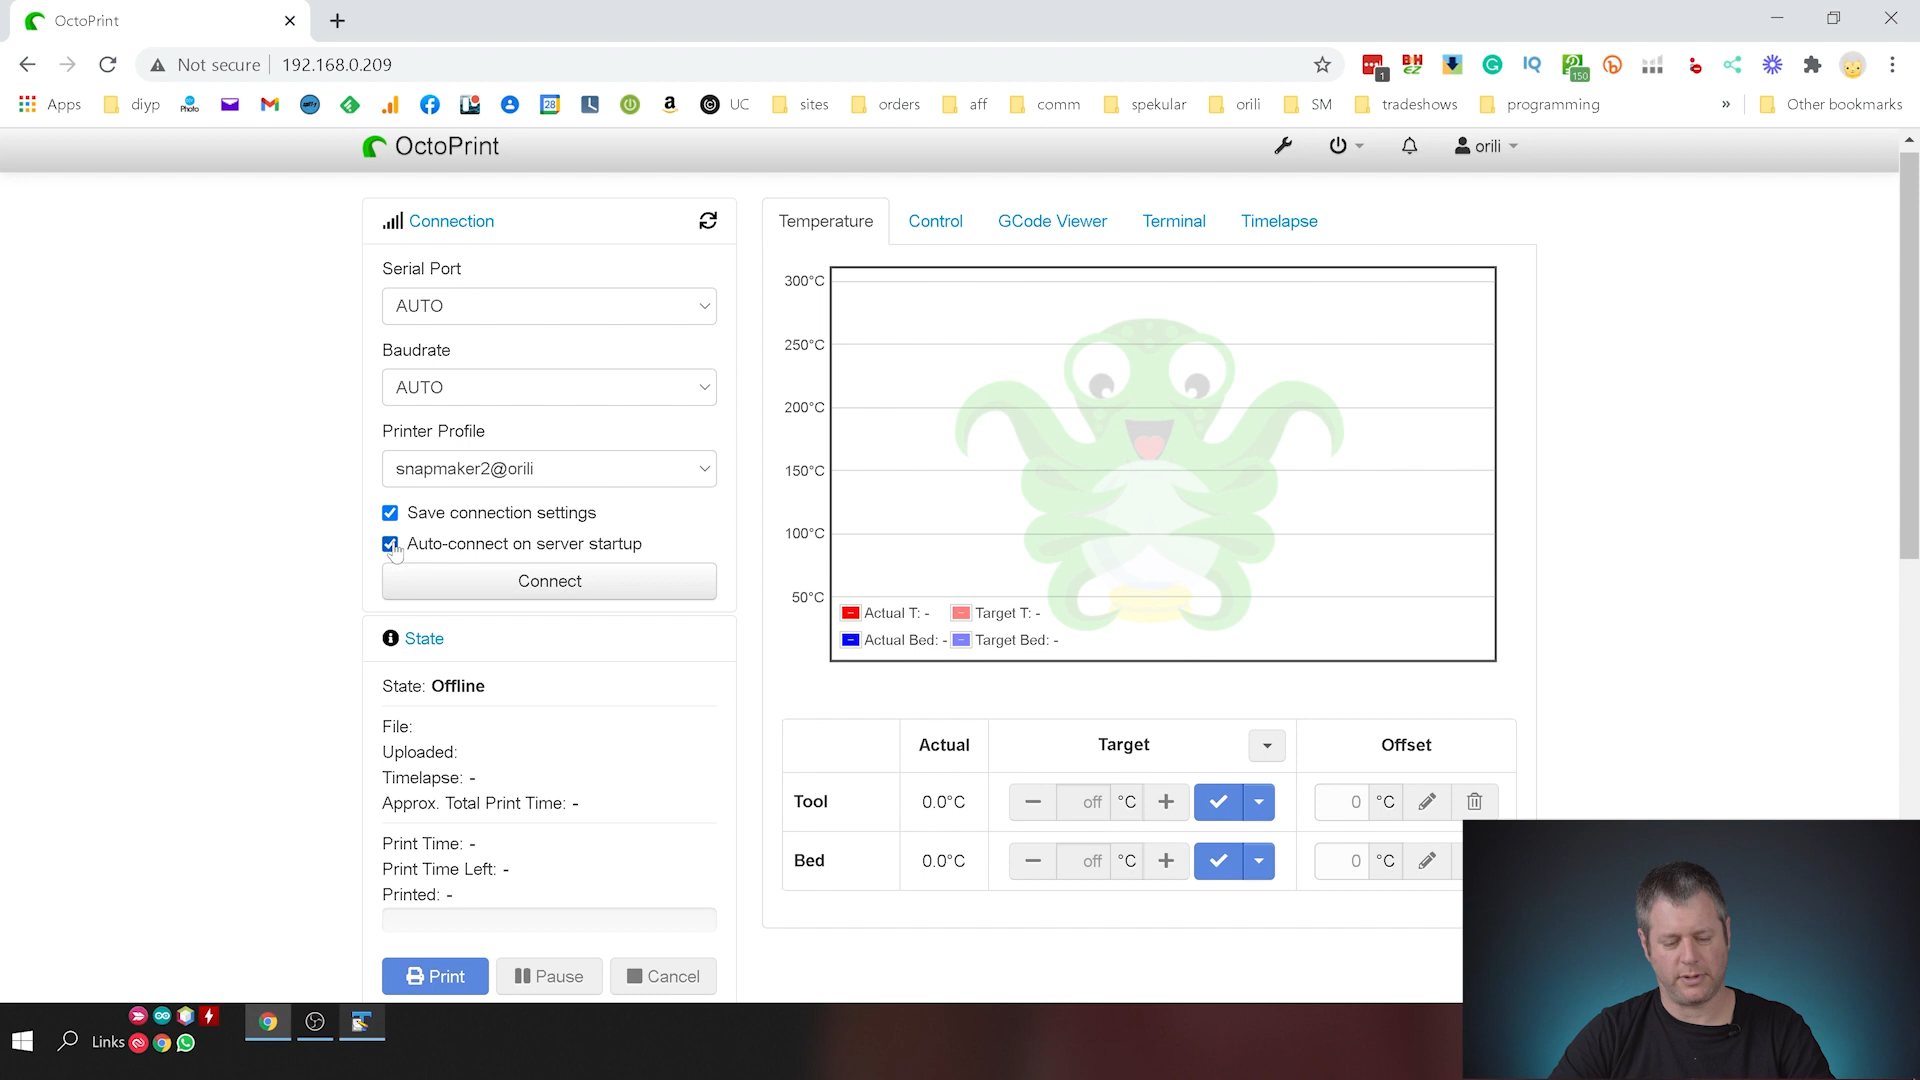 OctoPrint
Not secure
192.168.0.209
1
150
Apps
diyp
Photo
28
UC
sites
orders
aff
comm
spekular
orili
SM
tradeshows
programming
»
Other bookmarks
OctoPrint
orili
Connection
Serial Port
AUTO
Baudrate
AUTO
Printer Profile
snapmaker2@orili
Save connection settings
Auto-connect on server startup
Connect
State
State: Offline
File:
Uploaded:
Timelapse: -
Approx. Total Print Time: -
Print Time: -
Print Time Left: -
Printed: -
Print
Pause
Cancel
Temperature
Control
GCode Viewer
Terminal
Timelapse
300°C
250°C
200°C
150°C
100°C
50°C
Actual T: -
Target T: -
Actual Bed: -
Target Bed: -
Actual
Target
Offset
Tool
0.0°C
off °C
0 °C
Bed
0.0°C
off °C
0 °C
Links